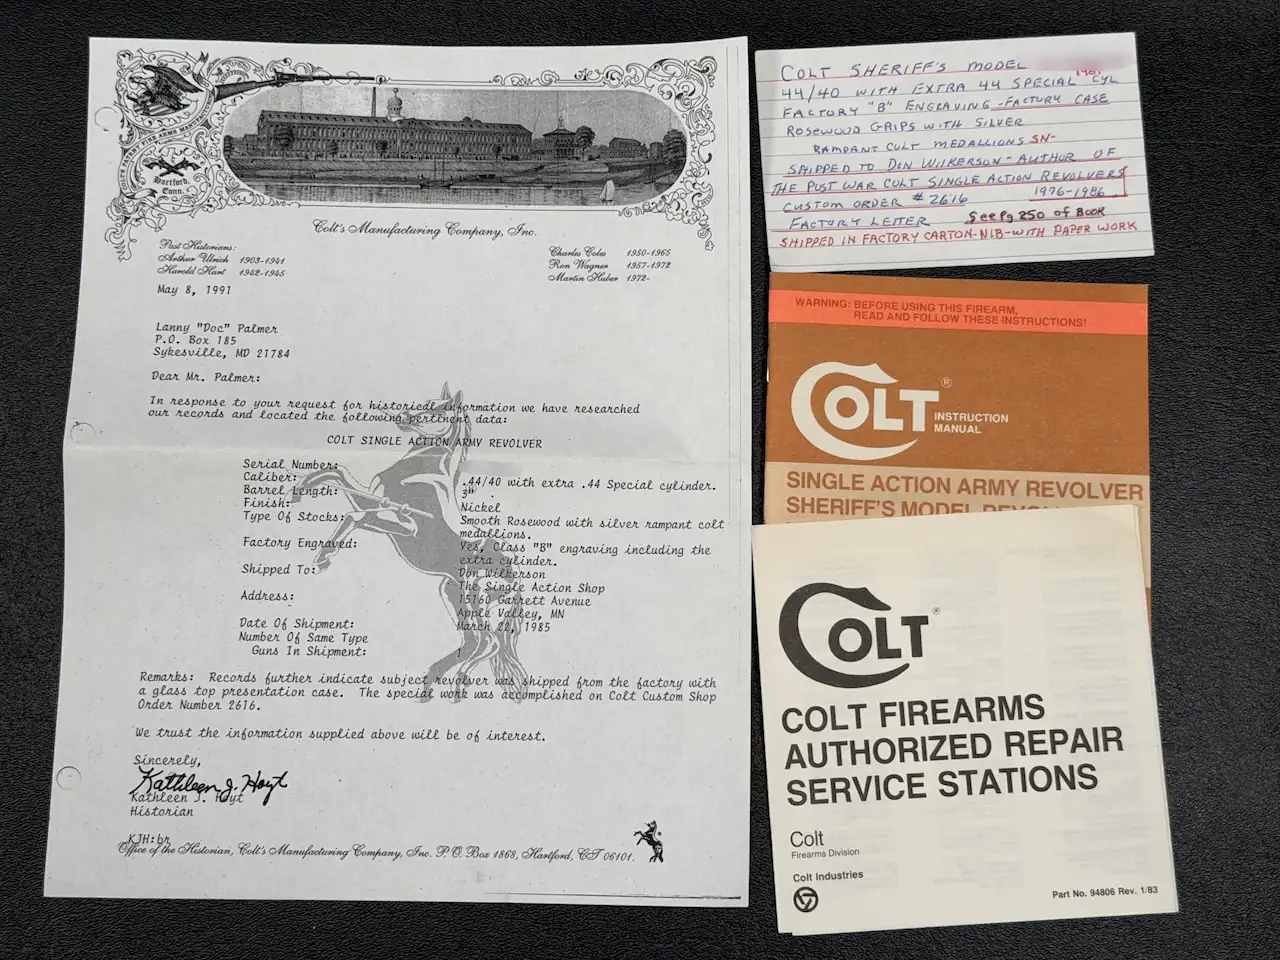 Hartford,
Conn.
Colt's Manufacturing Company, Inc.
Past Historians:
Arthur Ulrich 1903-1941
Harold Hart 1942-1945
Charles Coles 1950-1965
Ron Wagner 1957-1972
Martin Huber 1972-
May 8, 1991
Lanny "Doc" Palmer
P.O. Box 185
Sykesville, MD 21784
Dear Mr. Palmer:
In response to your request for historical information we have researched
our records and located the following pertinent data:
COLT SINGLE ACTION ARMY REVOLVER
Serial Number:
Caliber: .44/40 with extra .44 Special cylinder.
Barrel Length: 3"
Finish: Nickel
Type Of Stocks: Smooth Rosewood with silver rampant colt
medallions.
Factory Engraved: Yes, Class "B" engraving including the
extra cylinder.
Shipped To: Don Wilkerson
The Single Action Shop
Address: 15160 Garrett Avenue
Apple Valley, MN
Date Of Shipment: March 22, 1985
Number Of Same Type
Guns In Shipment: 1
Remarks: Records further indicate subject revolver was shipped from the factory with
a glass top presentation case. The special work was accomplished on Colt Custom Shop
Order Number 2616.
We trust the information supplied above will be of interest.
Sincerely,
Kathleen J. Hoyt
Kathleen J. Hoyt
Historian
KJH:br
Office of the Historian, Colt's Manufacturing Company, Inc. P.O. Box 1868, Hartford, CT 06101.
COLT SHERIFF'S MODEL
44/40 WITH EXTRA 44 SPECIAL CYL
FACTORY "B" ENGRAVING - FACTORY CASE
ROSEWOOD GRIPS WITH SILVER
RAMPANT COLT MEDALLIONS SN-
SHIPPED TO DON WILKERSON - AUTHOR OF
THE POST WAR COLT SINGLE ACTION REVOLVERS
CUSTOM ORDER # 2616 1976-1986
FACTORY LETTER See Pg 250 of BOOK
SHIPPED IN FACTORY CARTON-NIB-WITH PAPER WORK
WARNING: BEFORE USING THIS FIREARM,
READ AND FOLLOW THESE INSTRUCTIONS!
COLT ®
INSTRUCTION
MANUAL
SINGLE ACTION ARMY REVOLVER
SHERIFF'S MODEL
COLT ®
COLT FIREARMS
AUTHORIZED REPAIR
SERVICE STATIONS
Colt
Firearms Division
Colt Industries
Part No. 94806 Rev. 1/83